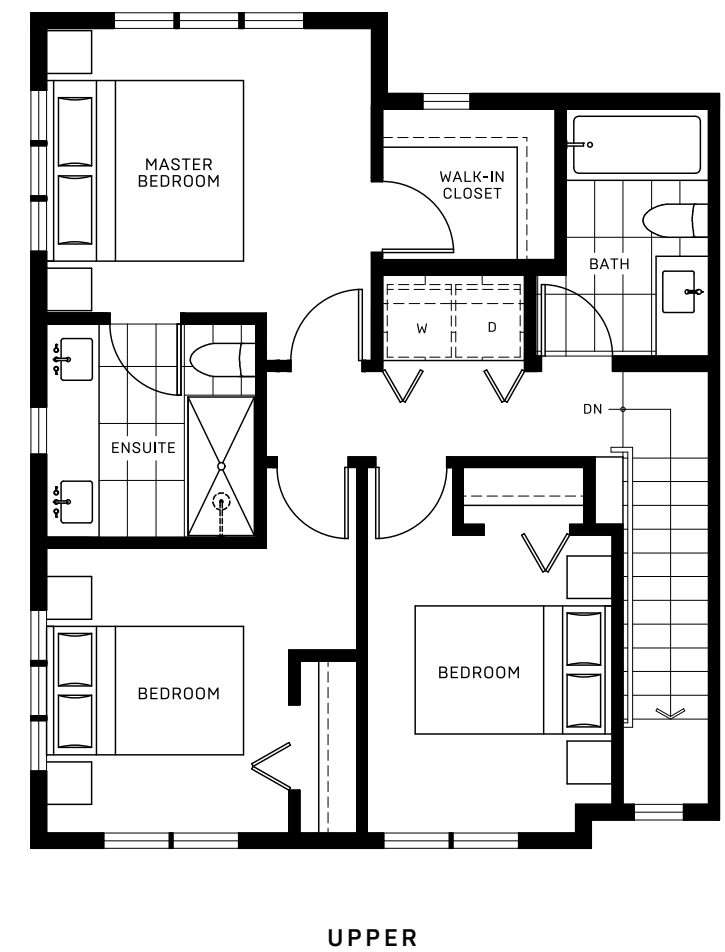 MASTER
BEDROOM
WALK-IN
CLOSET
BATH
W
D
DN
ENSUITE
BEDROOM
BEDROOM
UPPER